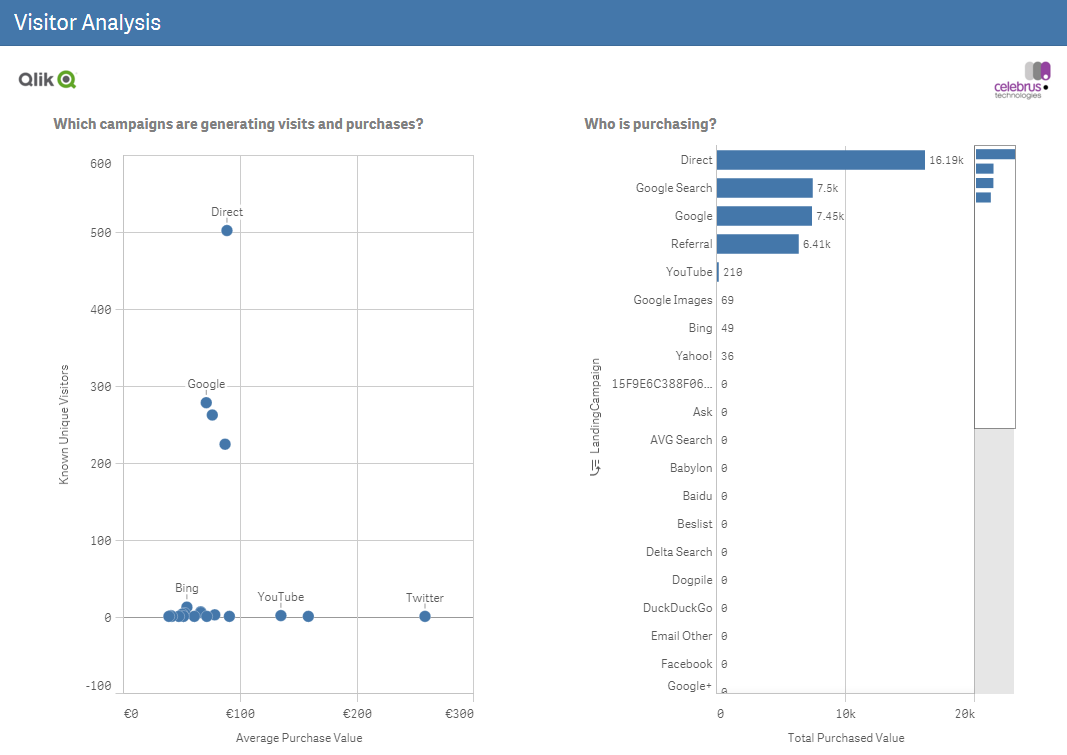 Visitor Analysis
Qlik
celebrus
technologies
Which campaigns are generating visits and purchases?
600
500
400
300
200
100
0
-100
Known Unique Visitors
Direct
Google
Bing
YouTube
Twitter
€0 €100 €200 €300
Average Purchase Value
Who is purchasing?
LandingCampaign
Direct 16.19k
Google Search 7.5k
Google 7.45k
Referral 6.41k
YouTube 210
Google Images 69
Bing 49
Yahoo! 36
15F9E6C388F06... 0
Ask 0
AVG Search 0
Babylon 0
Baidu 0
Beslist 0
Delta Search 0
Dogpile 0
DuckDuckGo 0
Email Other 0
Facebook 0
Google+ 0
0 10k 20k
Total Purchased Value